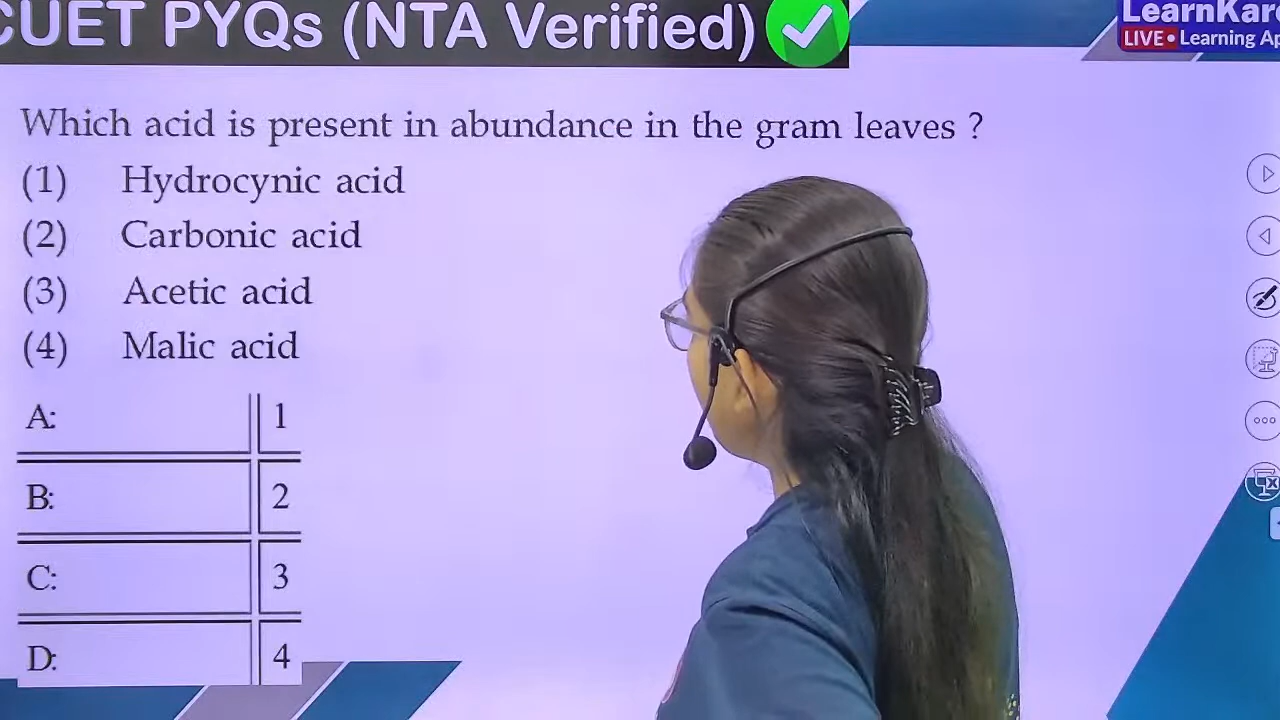 CUET PYQs (NTA Verified)
LearnKar
LIVE • Learning Ap
Which acid is present in abundance in the gram leaves ?
(1) Hydrocynic acid
(2) Carbonic acid
(3) Acetic acid
(4) Malic acid
A: 1
B: 2
C: 3
D: 4